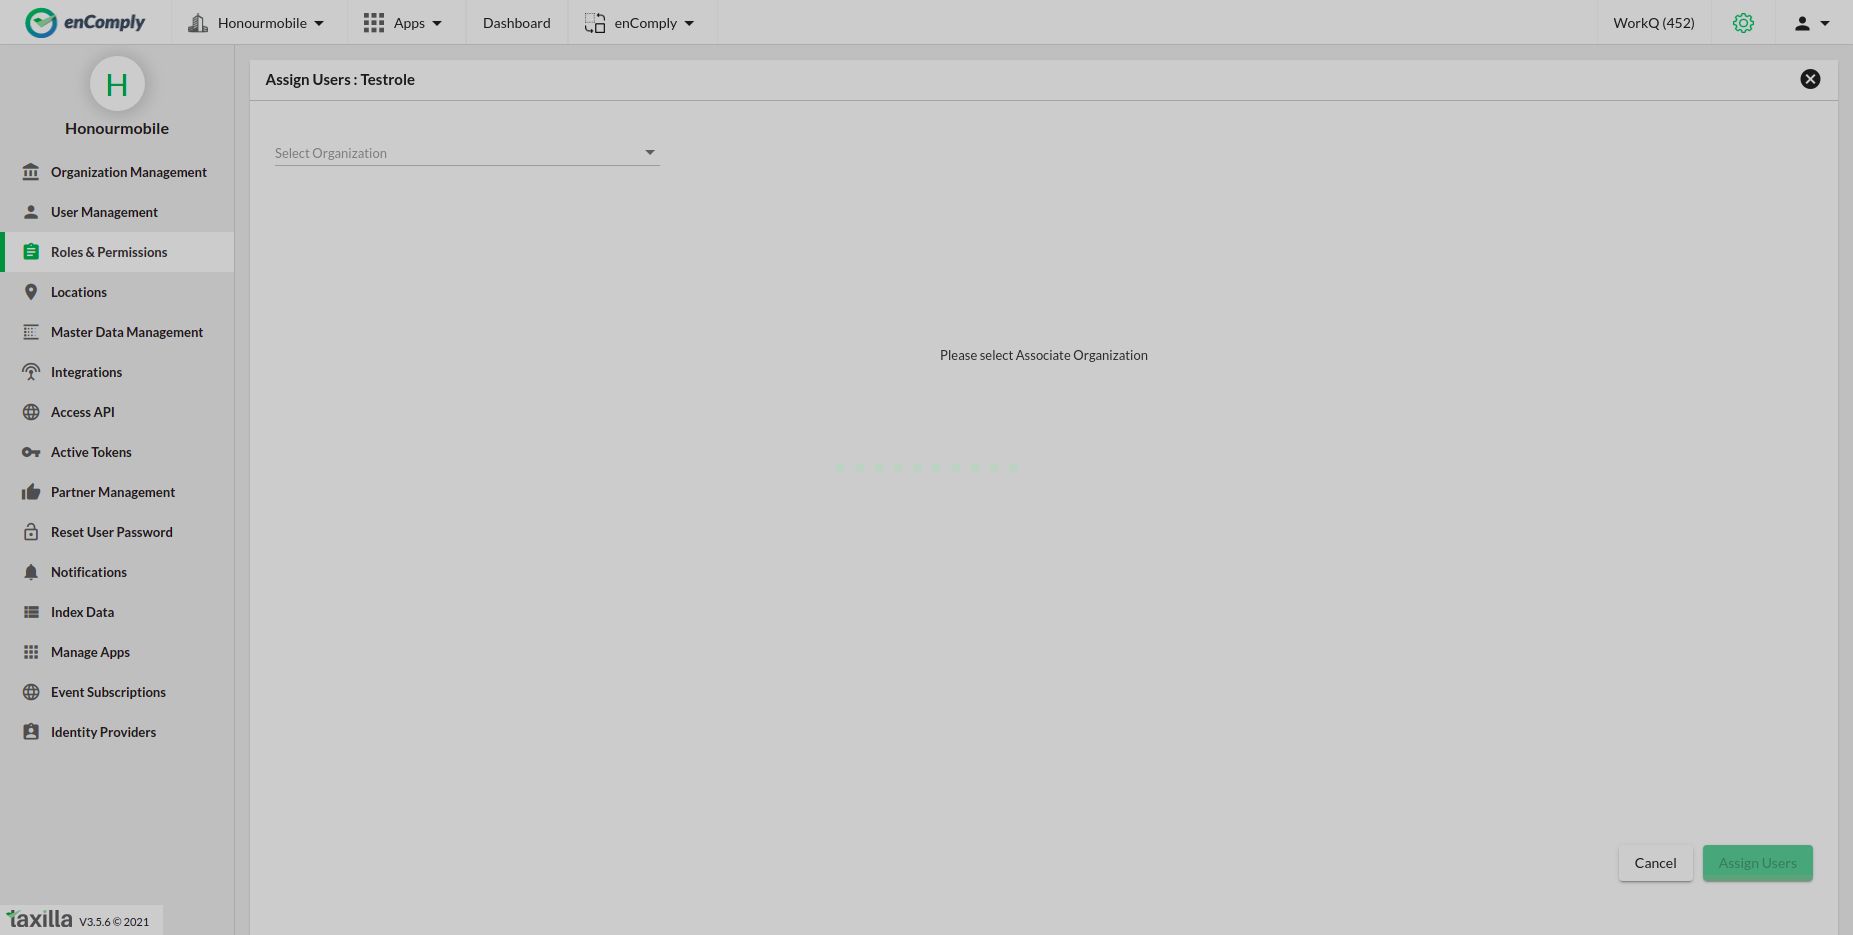 enComply
Honourmobile
Apps
Dashboard
enComply
WorkQ (452)
H
Honourmobile
Organization Management
User Management
Roles & Permissions
Locations
Master Data Management
Integrations
Access API
Active Tokens
Partner Management
Reset User Password
Notifications
Index Data
Manage Apps
Event Subscriptions
Identity Providers
taxilla V3.5.6 © 2021
Assign Users : Testrole
Select Organization
Please select Associate Organization
Cancel
Assign Users